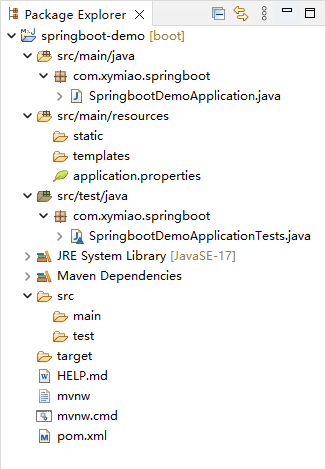 Package Explorer
springboot-demo [boot]
src/main/java
com.xymiao.springboot
SpringbootDemoApplication.java
src/main/resources
static
templates
application.properties
src/test/java
com.xymiao.springboot
SpringbootDemoApplicationTests.java
JRE System Library [JavaSE-17]
Maven Dependencies
src
main
test
target
HELP.md
mvnw
mvnw.cmd
pom.xml